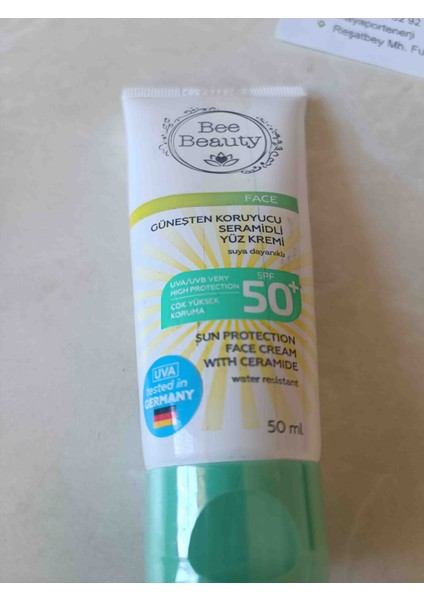 Reşatbey Mh.
Bee
Beauty
FACE
GÜNEŞTEN KORUYUCU
SERAMİDLİ
YÜZ KREMİ
suya dayanıklı
UVA/UVB VERY
HIGH PROTECTION
ÇOK YÜKSEK
KORUMA
SPF
50+
SUN PROTECTION
FACE CREAM
WITH CERAMIDE
water resistant
UVA
tested in
GERMANY
50 ml